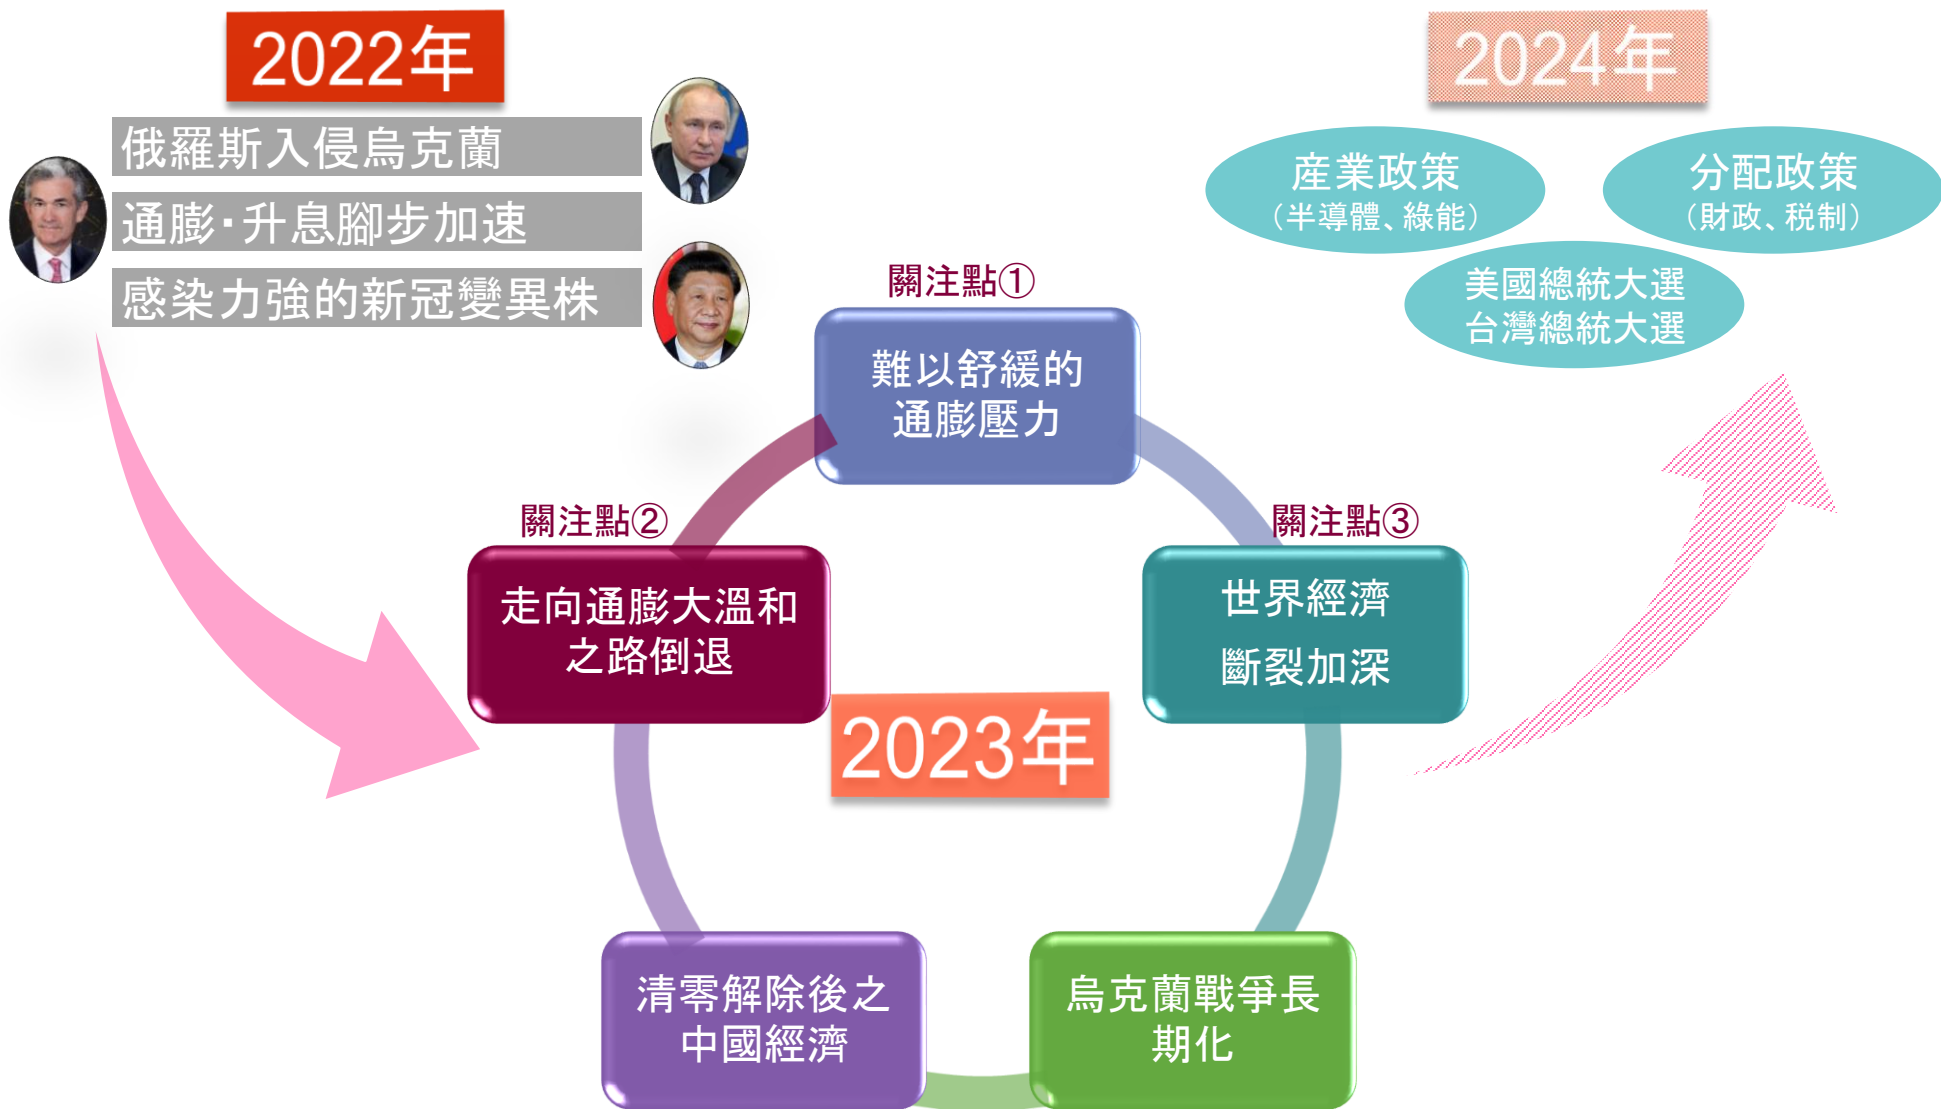 2022年
俄羅斯入侵烏克蘭
通膨・升息腳步加速
感染力強的新冠變異株
2024年
産業政策
（半導體、綠能）
分配政策
（財政、税制）
美國總統大選
台灣總統大選
關注點①
難以舒緩的
通膨壓力
關注點②
走向通膨大溫和
之路倒退
關注點③
世界經濟
斷裂加深
2023年
清零解除後之
中國經濟
烏克蘭戰爭長
期化